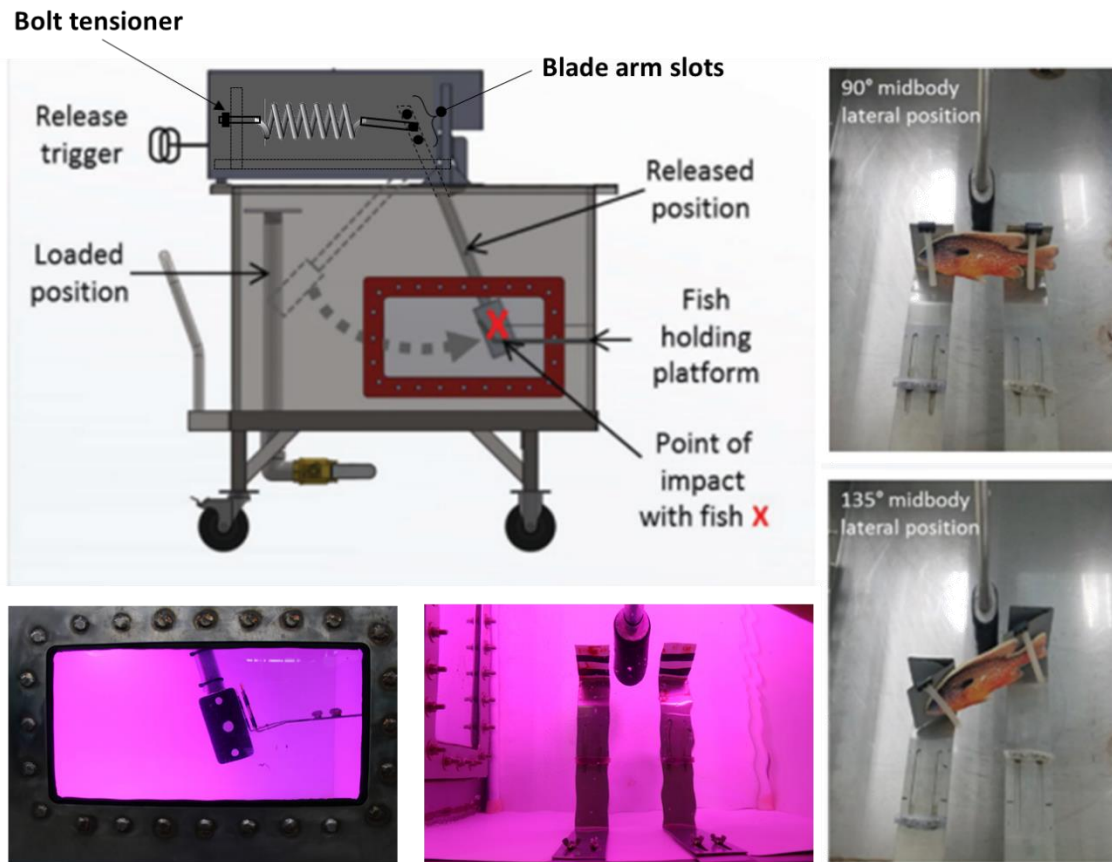 Bolt tensioner
Blade arm slots
Release
trigger
Released
position
Loaded
position
Fish
holding
platform
Point of
impact
with fish X
X
90° midbody
lateral position
135° midbody
lateral position